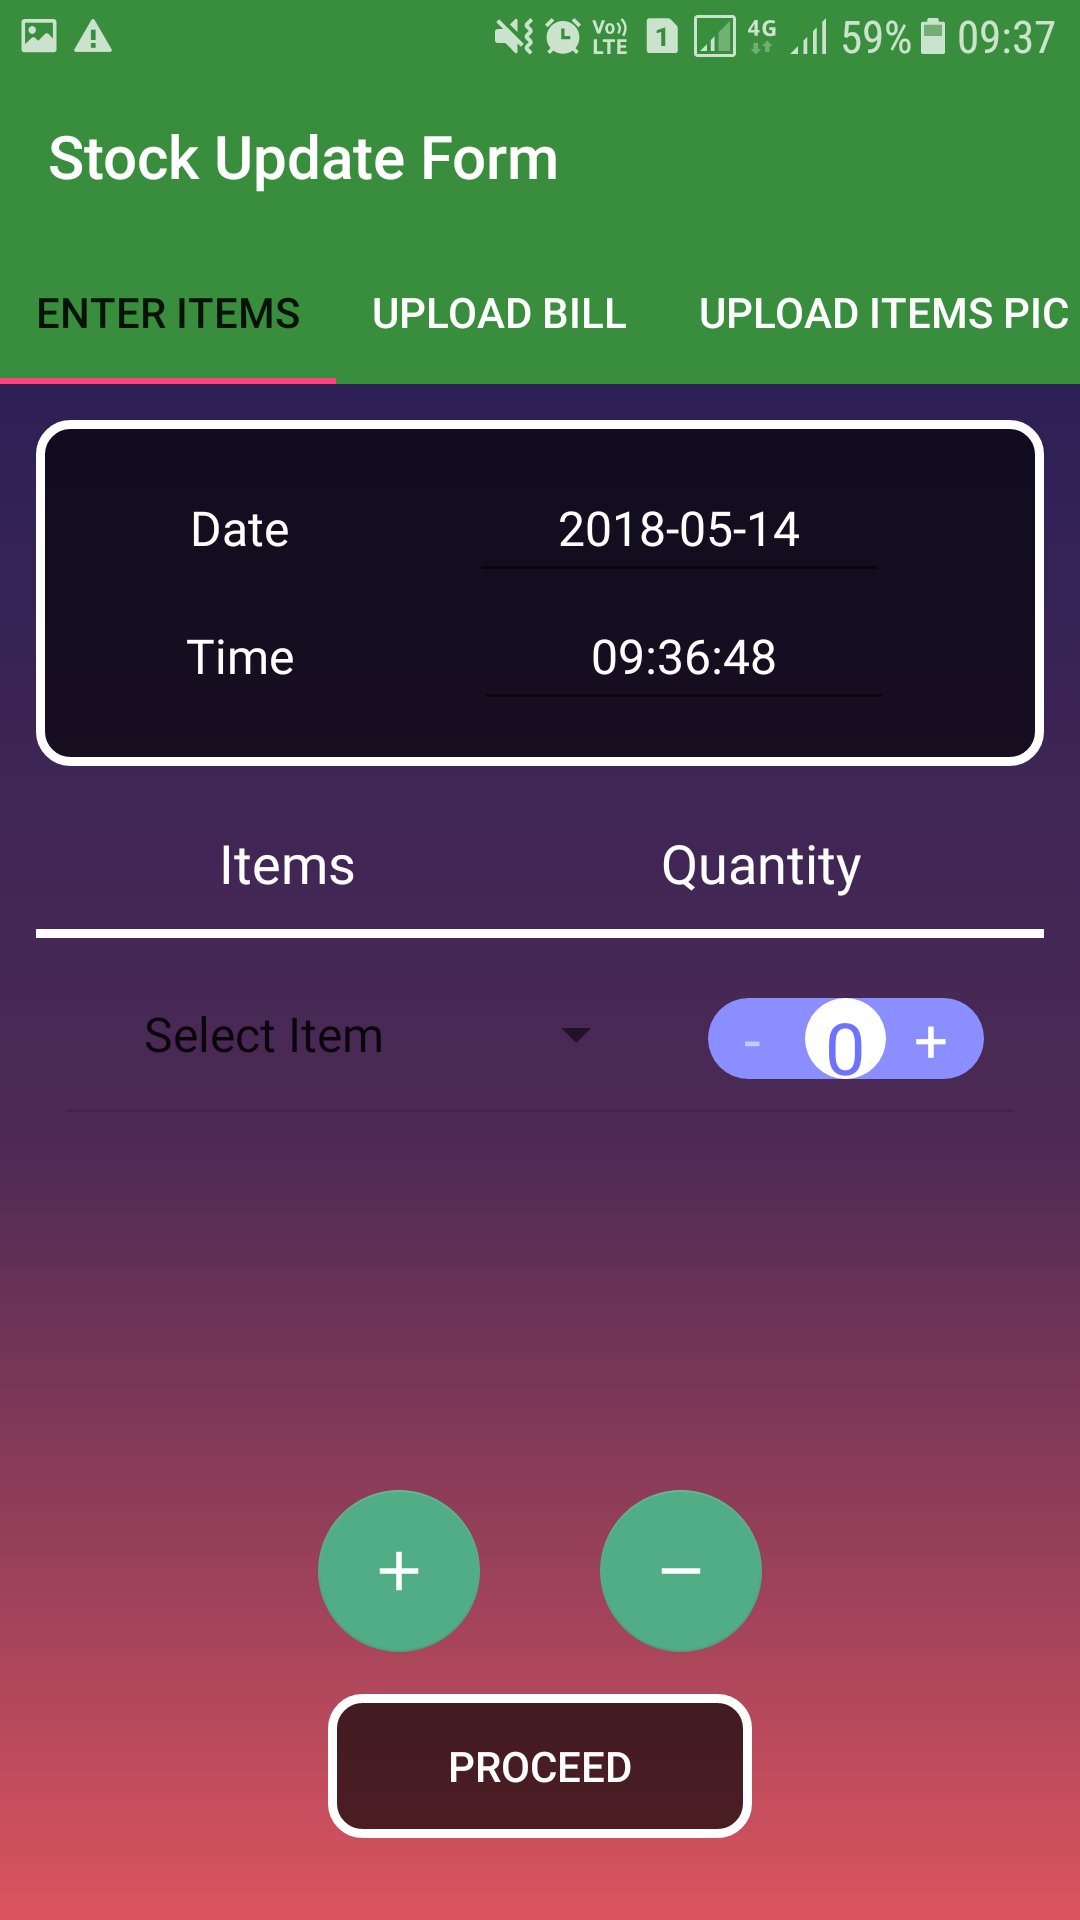 Vo)) LTE 1 4G 59% 09:37
Stock Update Form
ENTER ITEMS UPLOAD BILL UPLOAD ITEMS PIC
Date 2018-05-14
Time 09:36:48
Items Quantity
Select Item - 0 +
+ −
PROCEED